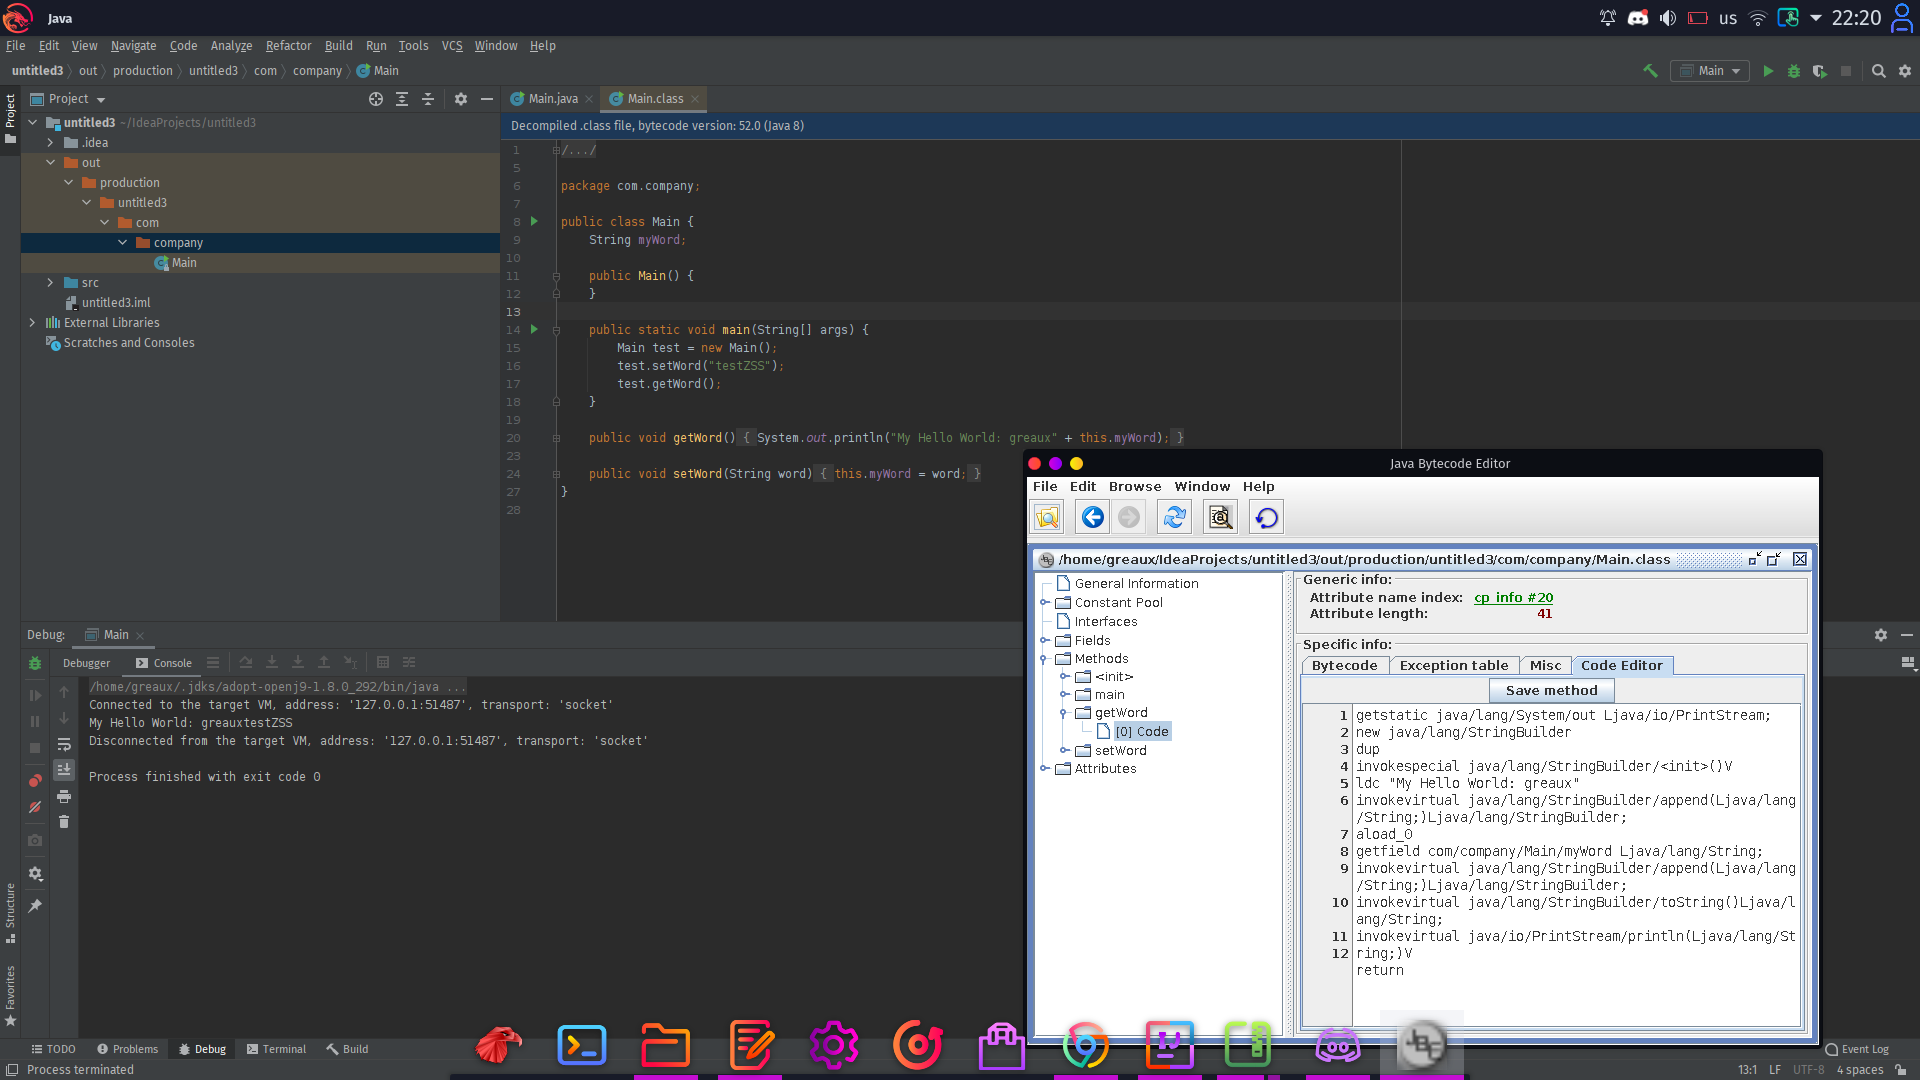 Java
us
22:20
File Edit View Navigate Code Analyze Refactor Build Run Tools VCS Window Help
untitled3 out production untitled3 com company Main
Main
Project
Project
Main.java
Main.class
untitled3 ~/IdeaProjects/untitled3
.idea
out
production
untitled3
com
company
Main
src
untitled3.iml
External Libraries
Scratches and Consoles
Decompiled .class file, bytecode version: 52.0 (Java 8)
1 /.../
5
6 package com.company;
7
8 public class Main {
9 String myWord;
10
11 public Main() {
12 }
13
14 public static void main(String[] args) {
15 Main test = new Main();
16 test.setWord("testZSS");
17 test.getWord();
18 }
19
20 public void getWord() { System.out.println("My Hello World: greaux" + this.myWord); }
23
24 public void setWord(String word) { this.myWord = word; }
27 }
28
Debug: Main
Debugger Console
/home/greaux/.jdks/adopt-openj9-1.8.0_292/bin/java ...
Connected to the target VM, address: '127.0.0.1:51487', transport: 'socket'
My Hello World: greauxtestZSS
Disconnected from the target VM, address: '127.0.0.1:51487', transport: 'socket'
Process finished with exit code 0
Structure
Favorites
Java Bytecode Editor
File Edit Browse Window Help
/home/greaux/IdeaProjects/untitled3/out/production/untitled3/com/company/Main.class
General Information
Constant Pool
Interfaces
Fields
Methods
<init>
main
getWord
[0] Code
setWord
Attributes
Generic info:
Attribute name index: cp info #20
Attribute length: 41
Specific info:
Bytecode Exception table Misc Code Editor
Save method
1 getstatic java/lang/System/out Ljava/io/PrintStream;
2 new java/lang/StringBuilder
3 dup
4 invokespecial java/lang/StringBuilder/<init>()V
5 ldc "My Hello World: greaux"
6 invokevirtual java/lang/StringBuilder/append(Ljava/lang
/String;)Ljava/lang/StringBuilder;
7 aload_0
8 getfield com/company/Main/myWord Ljava/lang/String;
9 invokevirtual java/lang/StringBuilder/append(Ljava/lang
/String;)Ljava/lang/StringBuilder;
10 invokevirtual java/lang/StringBuilder/toString()Ljava/l
ang/String;
11 invokevirtual java/io/PrintStream/println(Ljava/lang/St
12 ring;)V
return
TODO Problems Debug Terminal Build
Event Log
Process terminated
13:1 LF UTF-8 4 spaces